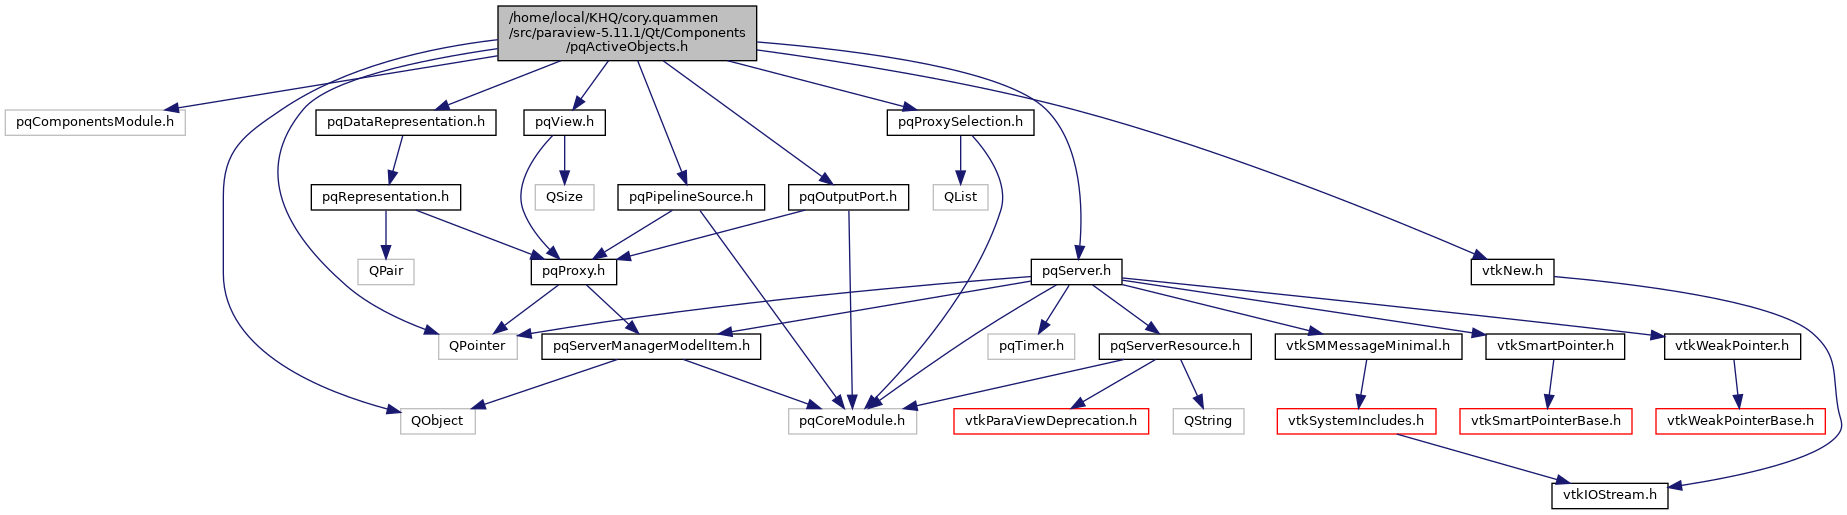 /home/local/KHQ/cory.quammen
/src/paraview-5.11.1/Qt/Components
/pqActiveObjects.h
pqComponentsModule.h
pqDataRepresentation.h
pqView.h
pqProxySelection.h
pqRepresentation.h
QSize
pqPipelineSource.h
pqOutputPort.h
QList
QPair
pqProxy.h
pqServer.h
vtkNew.h
QPointer
pqServerManagerModelItem.h
pqTimer.h
pqServerResource.h
vtkSMMessageMinimal.h
vtkSmartPointer.h
vtkWeakPointer.h
QObject
pqCoreModule.h
vtkParaViewDeprecation.h
QString
vtkSystemIncludes.h
vtkSmartPointerBase.h
vtkWeakPointerBase.h
vtkIOStream.h